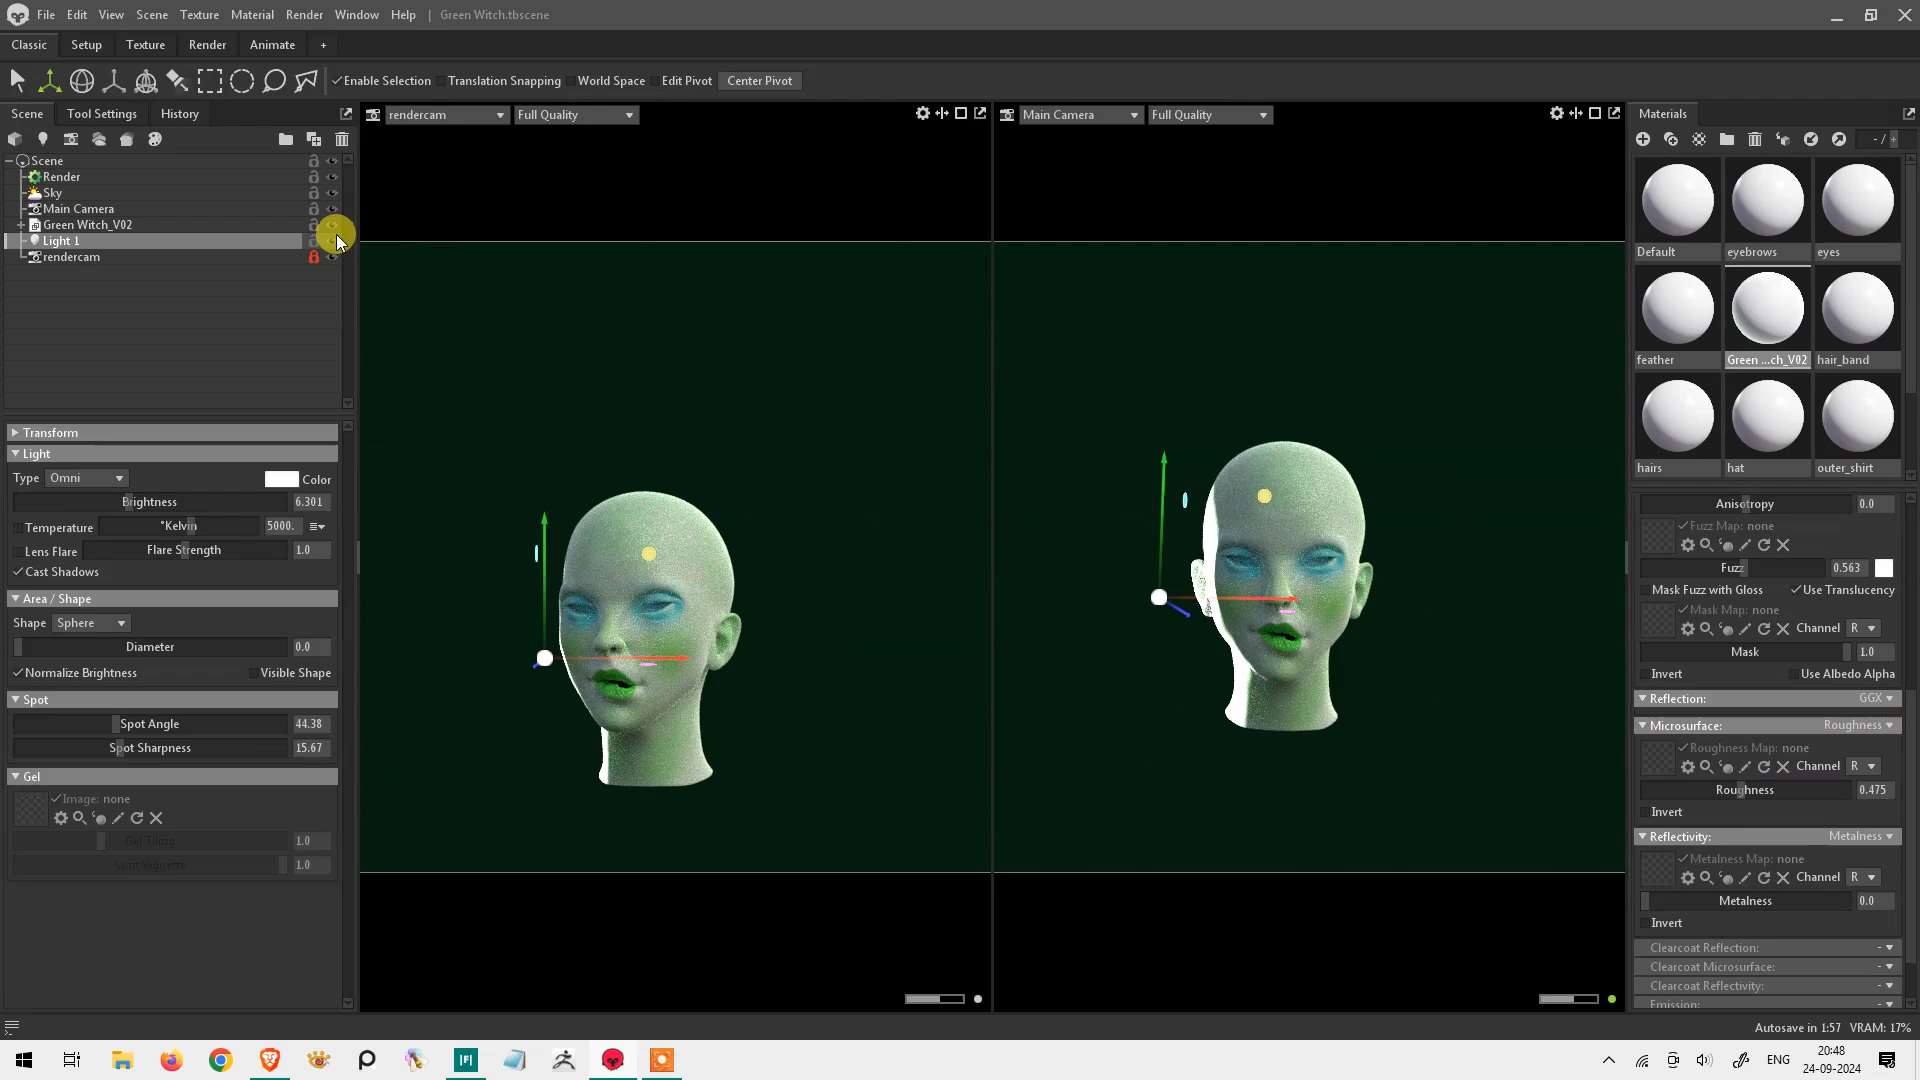 File Edit View Scene Texture Material Render Window Help | Green Witch.tbscene
Classic Setup Texture Render Animate +
Enable Selection Translation Snapping World Space Edit Pivot Center Pivot
Scene Tool Settings History
rendercam Full Quality
Main Camera Full Quality
Materials
Scene
Render
Sky
Main Camera
Green Witch_V02
Light 1
rendercam
Transform
Light
Type Omni Color
Brightness 6.301
Temperature °Kelvin 5000.
Lens Flare Flare Strength 1.0
Cast Shadows
Area / Shape
Shape Sphere
Diameter 0.0
Normalize Brightness Visible Shape
Spot
Spot Angle 44.38
Spot Sharpness 15.67
Gel
Image: none
Gel Tiling 1.0
Spot Vignette 1.0
- / +
Default eyebrows eyes
feather Green ...ch_V02 hair_band
hairs hat outer_shirt
Anisotropy 0.0
Fuzz Map: none
Fuzz 0.563
Mask Fuzz with Gloss Use Translucency
Mask Map: none
Channel R
Mask 1.0
Invert Use Albedo Alpha
Reflection: GGX
Microsurface: Roughness
Roughness Map: none
Channel R
Roughness 0.475
Invert
Reflectivity: Metalness
Metalness Map: none
Channel R
Metalness 0.0
Invert
Clearcoat Reflection: -
Clearcoat Microsurface: -
Clearcoat Reflectivity: -
Emission: -
Autosave in 1:57 VRAM: 17%
ENG
20:48
24-09-2024